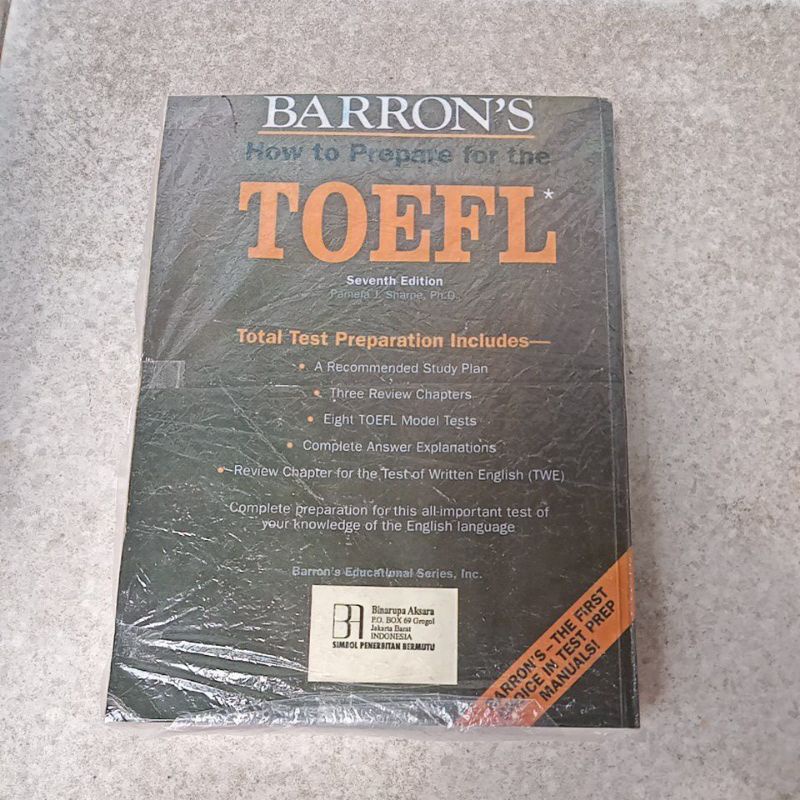 BARRON'S
How to Prepare for the
TOEFL*
Seventh Edition
Pamela J. Sharpe, Ph.D.
Total Test Preparation Includes—
• A Recommended Study Plan
• Three Review Chapters
• Eight TOEFL Model Tests
• Complete Answer Explanations
• Review Chapter for the Test of Written English (TWE)
Complete preparation for this all-important test of
your knowledge of the English language
Barron's Educational Series, Inc.
BA
Binarupa Aksara
P.O. BOX 69 Grogol
Jakarta Barat
INDONESIA
SIMBOL PENERBITAN BERMUTU
ARRON'S – THE FIRST
OICE IN TEST PREP
MANUALS!